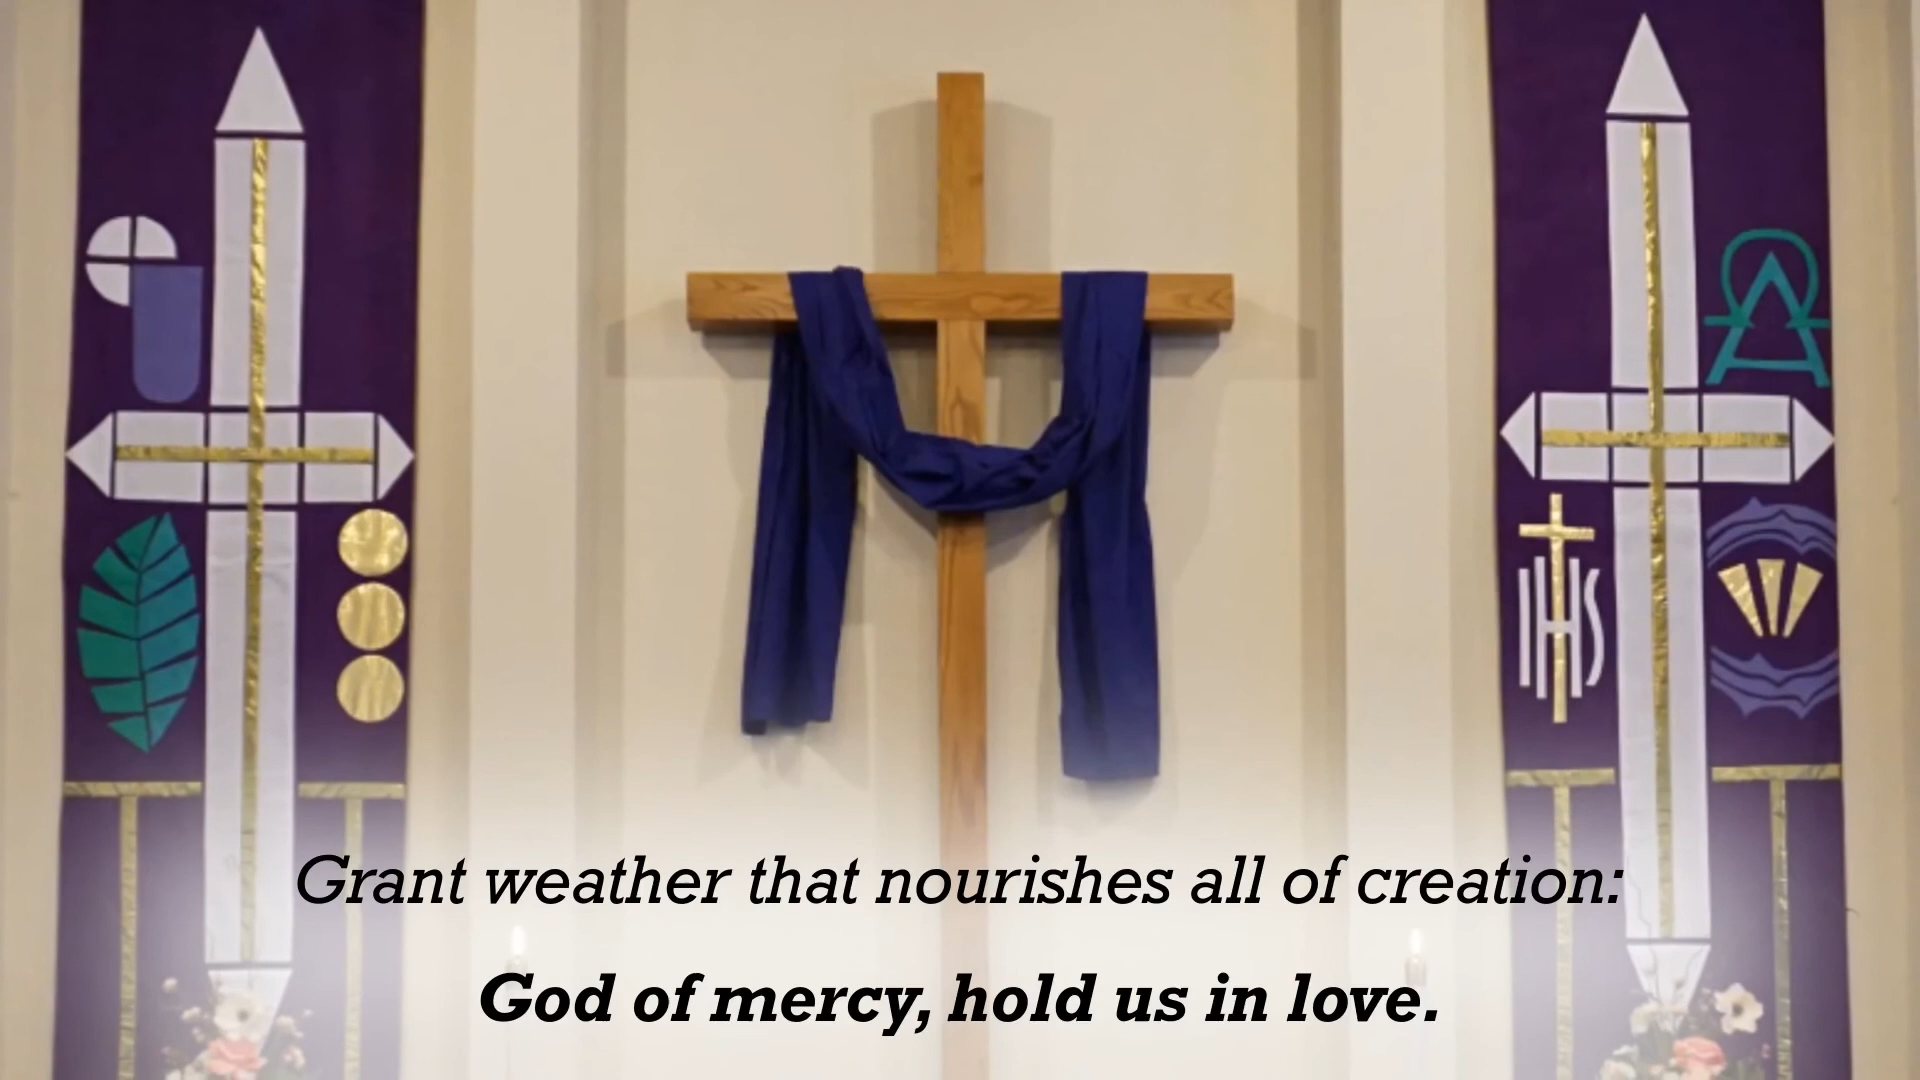 IHS
Grant weather that nourishes all of creation:
God of mercy, hold us in love.